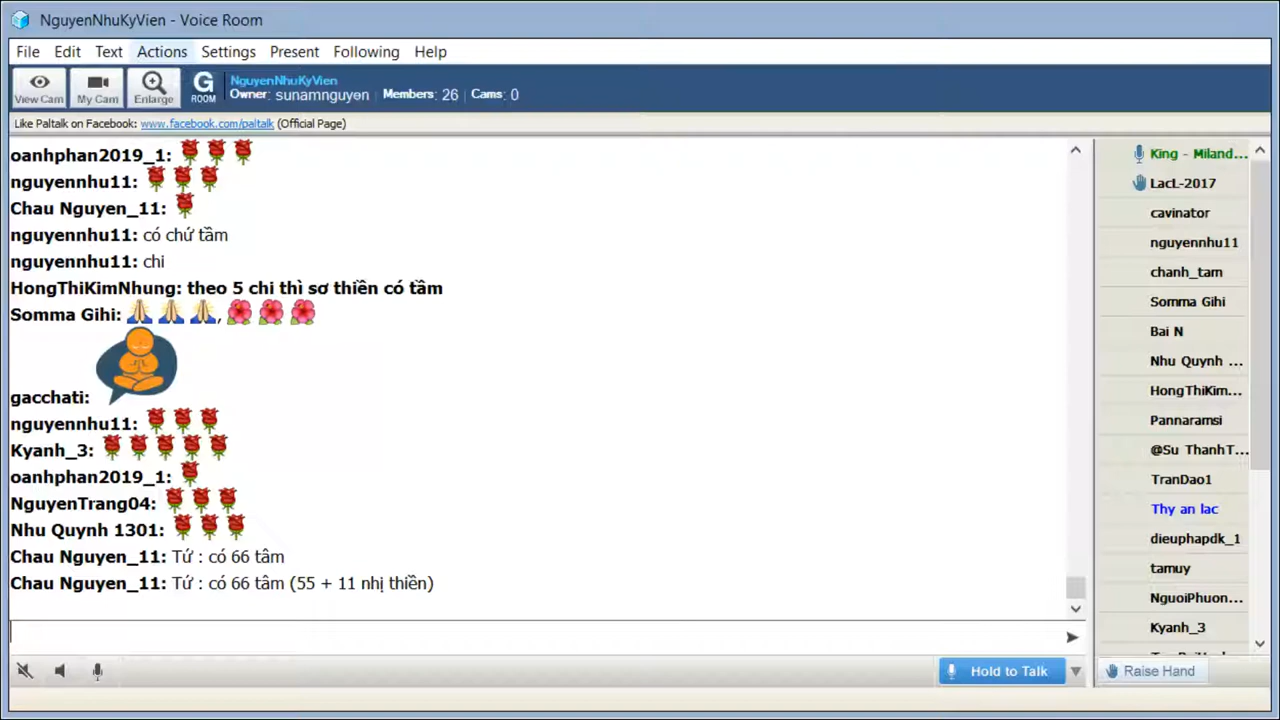 NguyenNhuKyVien - Voice Room
File Edit Text Actions Settings Present Following Help
View Cam My Cam Enlarge G ROOM
NguyenNhuKyVien
Owner: sunamnguyen Members: 26 Cams: 0
Like Paltalk on Facebook: www.facebook.com/paltalk (Official Page)
oanhphan2019_1:
nguyennhu11:
Chau Nguyen_11:
nguyennhu11: có chứ tầm
nguyennhu11: chi
HongThiKimNhung: theo 5 chi thì sơ thiền có tầm
Somma Gihi: ,
gacchati:
nguyennhu11:
Kyanh_3:
oanhphan2019_1:
NguyenTrang04:
Nhu Quynh 1301:
Chau Nguyen_11: Tứ : có 66 tâm
Chau Nguyen_11: Tứ : có 66 tâm (55 + 11 nhị thiền)
King - Miland...
LacL-2017
cavinator
nguyennhu11
chanh_tam
Somma Gihi
Bai N
Nhu Quynh ...
HongThiKim...
Pannaramsi
@Su ThanhT...
TranDao1
Thy an lac
dieuphapdk_1
tamuy
NguoiPhuon...
Kyanh_3
Hold to Talk
Raise Hand